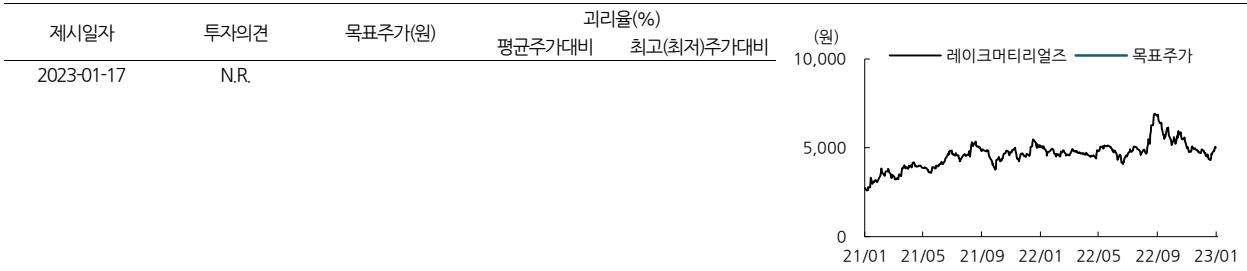 제시일자 투자의견 목표주가(원) 괴리율(%)
평균주가대비 최고(최저)주가대비
2023-01-17 N.R.
(원)
레이크머티리얼즈 목표주가
10,000
5,000
0
21/01 21/05 21/09 22/01 22/05 22/09 23/01